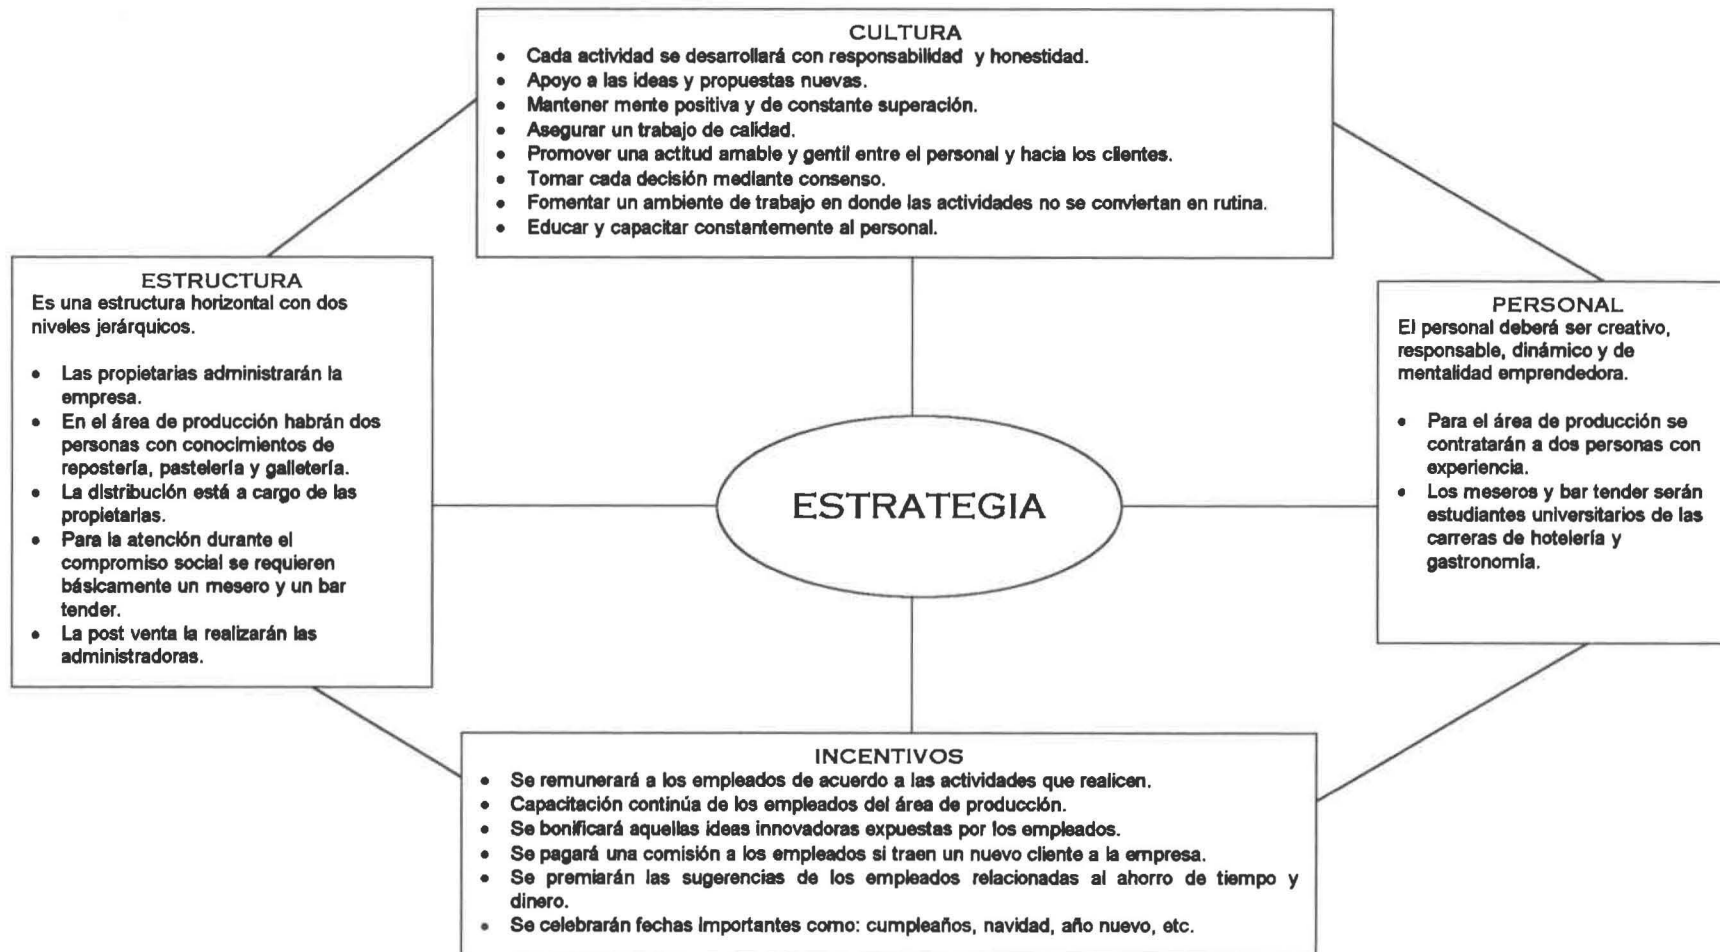 CULTURA
• Cada actividad se desarrollará con responsabilidad y honestidad.
• Apoyo a las ideas y propuestas nuevas.
• Mantener mente positiva y de constante superación.
• Asegurar un trabajo de calidad.
• Promover una actitud amable y gentil entre el personal y hacia los clientes.
• Tomar cada decisión mediante consenso.
• Fomentar un ambiente de trabajo en donde las actividades no se conviertan en rutina.
• Educar y capacitar constantemente al personal.
ESTRUCTURA
Es una estructura horizontal con dos
niveles jerárquicos.
• Las propietarias administrarán la
empresa.
• En el área de producción habrán dos
personas con conocimientos de
repostería, pastelería y galletería.
• La distribución está a cargo de las
propietarias.
• Para la atención durante el
compromiso social se requieren
básicamente un mesero y un bar
tender.
• La post venta la realizarán las
administradoras.
ESTRATEGIA
PERSONAL
El personal deberá ser creativo,
responsable, dinámico y de
mentalidad emprendedora.
• Para el área de producción se
contratarán a dos personas con
experiencia.
• Los meseros y bar tender serán
estudiantes universitarios de las
carreras de hotelería y
gastronomía.
INCENTIVOS
• Se remunerará a los empleados de acuerdo a las actividades que realicen.
• Capacitación continúa de los empleados del área de producción.
• Se bonificará aquellas ideas innovadoras expuestas por los empleados.
• Se pagará una comisión a los empleados si traen un nuevo cliente a la empresa.
• Se premiarán las sugerencias de los empleados relacionadas al ahorro de tiempo y
dinero.
• Se celebrarán fechas importantes como: cumpleaños, navidad, año nuevo, etc.